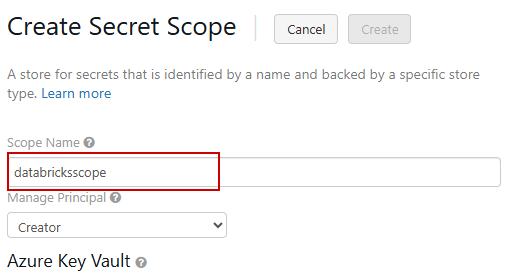 Create Secret Scope Cancel Create
A store for secrets that is identified by a name and backed by a specific store
type. Learn more
Scope Name ?
databricksscope
Manage Principal ?
Creator
Azure Key Vault ?